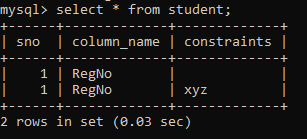 mysql> select * from student;
+------+-------------+-------------+
| sno | column_name | constraints |
+------+-------------+-------------+
| 1 | RegNo | |
| 1 | RegNo | xyz |
+------+-------------+-------------+
2 rows in set (0.03 sec)